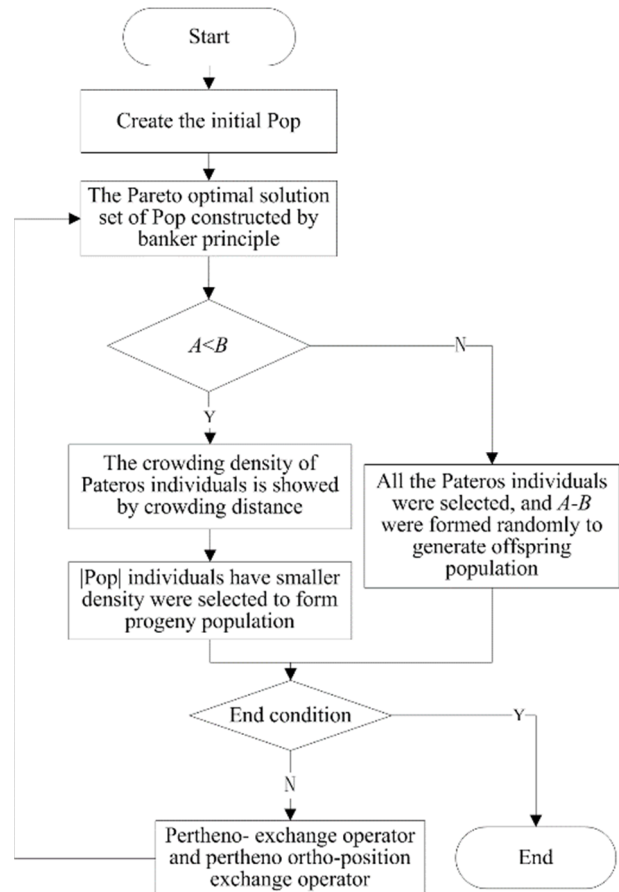 Start
Create the initial Pop
The Pareto optimal solution
set of Pop constructed by
banker principle
A<B
N
Y
The crowding density of
Pateros individuals is showed
by crowding distance
All the Pateros individuals
were selected, and A-B
were formed randomly to
generate offspring
population
|Pop| individuals have smaller
density were selected to form
progeny population
End condition
Y
N
Pertheno- exchange operator
and pertheno ortho-position
exchange operator
End